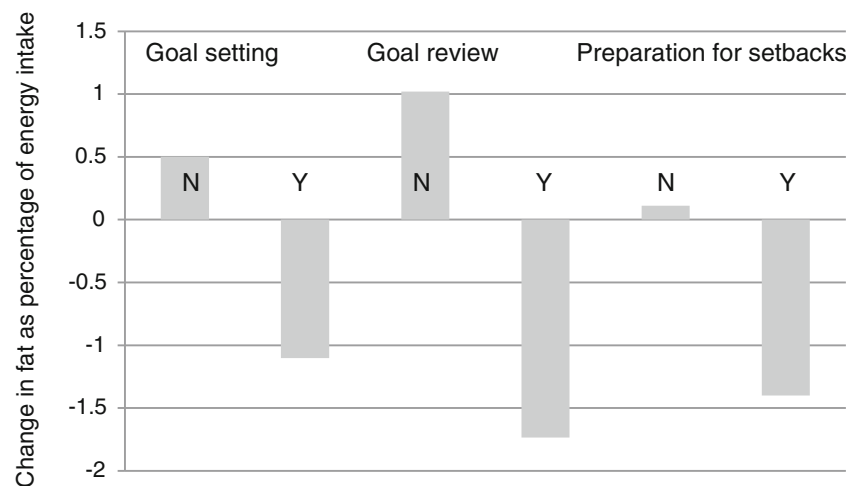 Change in fat as percentage of energy intake
1.5
1
0.5
0
-0.5
-1
-1.5
-2
Goal setting
Goal review
Preparation for setbacks
N
Y
N
Y
N
Y